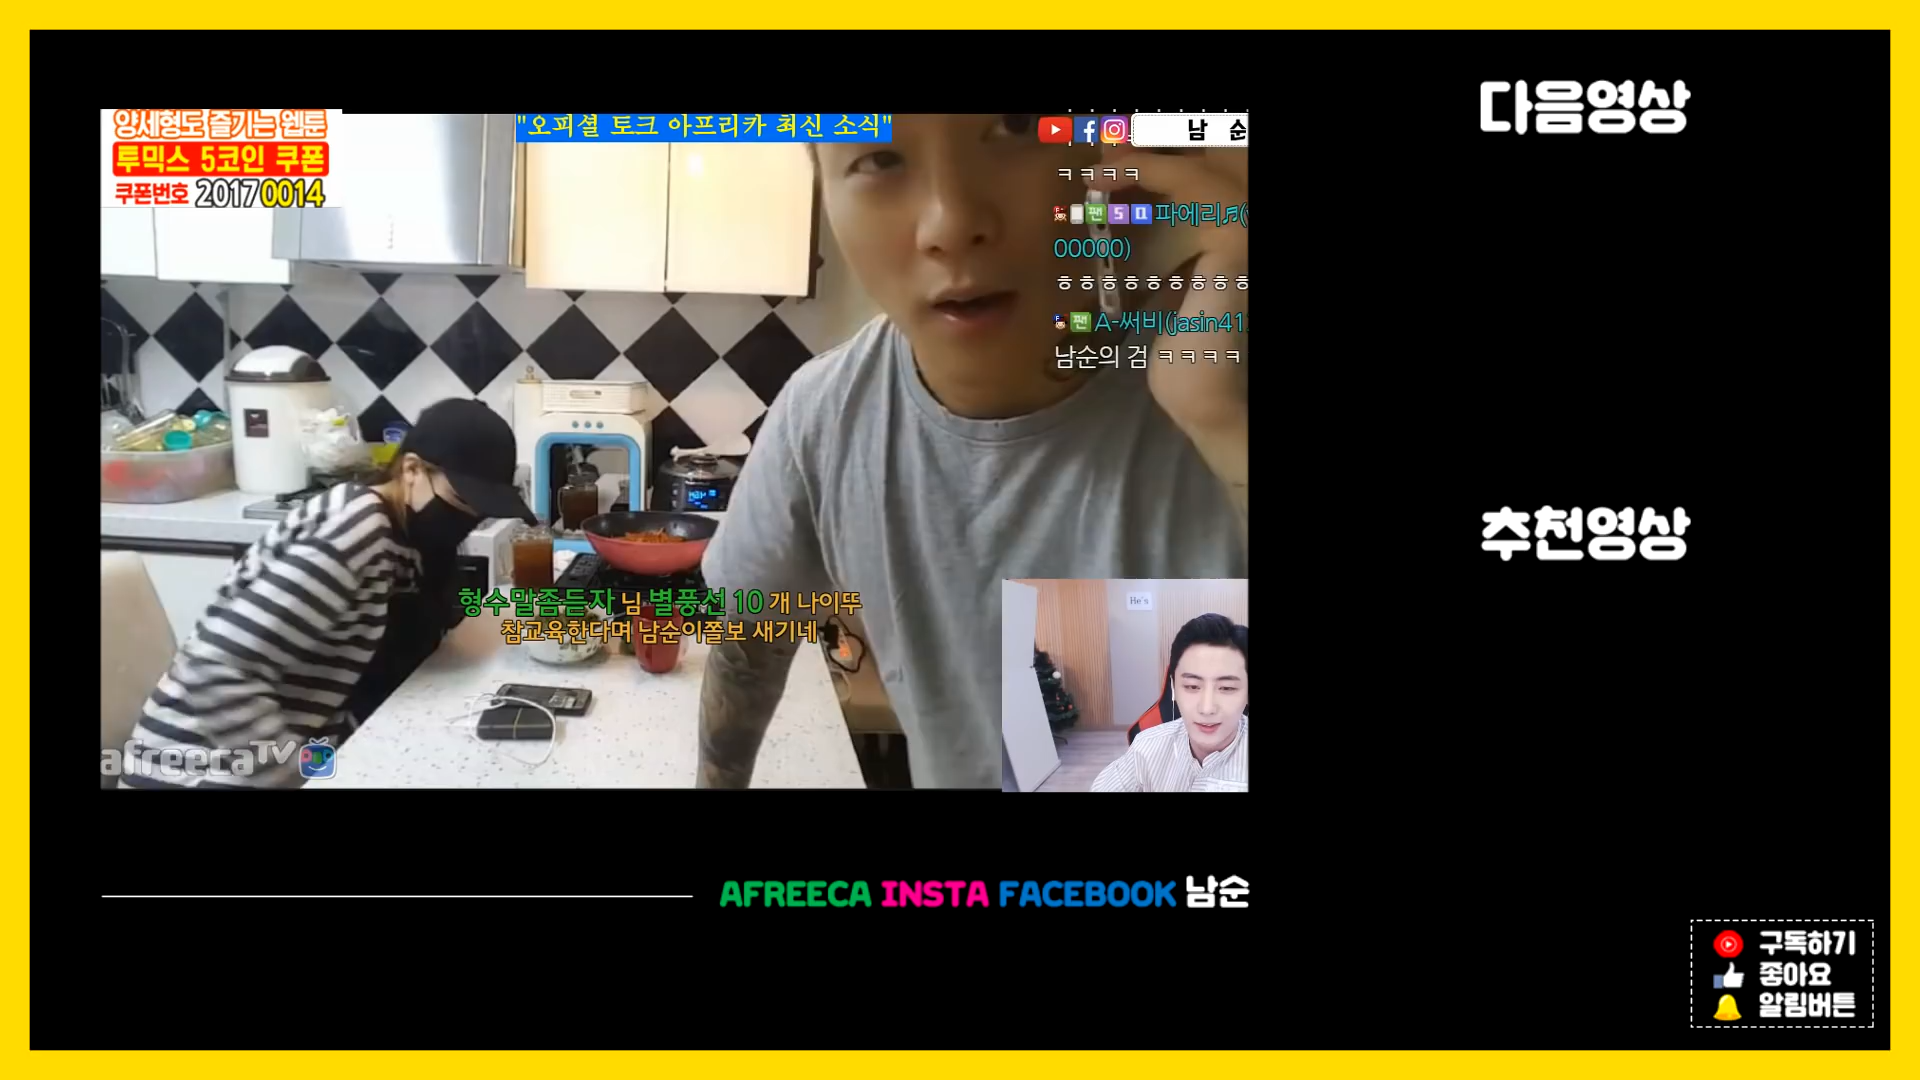 양세형도 즐기는 웹툰
투믹스 5코인 쿠폰
쿠폰번호 20170014
"오피셜 토크 아프리카 최신 소식"
남 순
ㅋㅋㅋㅋ
팬 5 파에리♬(
00000)
ㅎㅎㅎㅎㅎㅎㅎㅎㅎ
팬 A-써비(jasin41
남순의 검 ㅋㅋㅋㅋ
He's
형수말좀듣자 님 별풍선 10 개 나이뚜
참교육한다며 남순이쫄보 새기네
afreecaTV
다음영상
추천영상
AFREECA INSTA FACEBOOK 남순
구독하기
좋아요
알림버튼